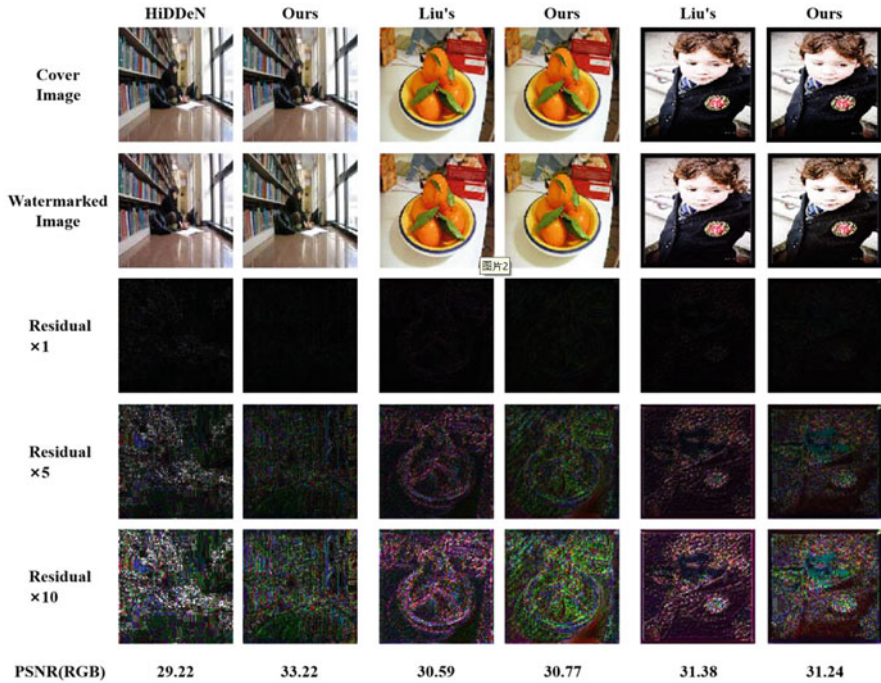 HiDDeN Ours Liu's Ours Liu's Ours
Cover
Image
Watermarked
Image
图片2
Residual
×1
Residual
×5
Residual
×10
PSNR(RGB) 29.22 33.22 30.59 30.77 31.38 31.24